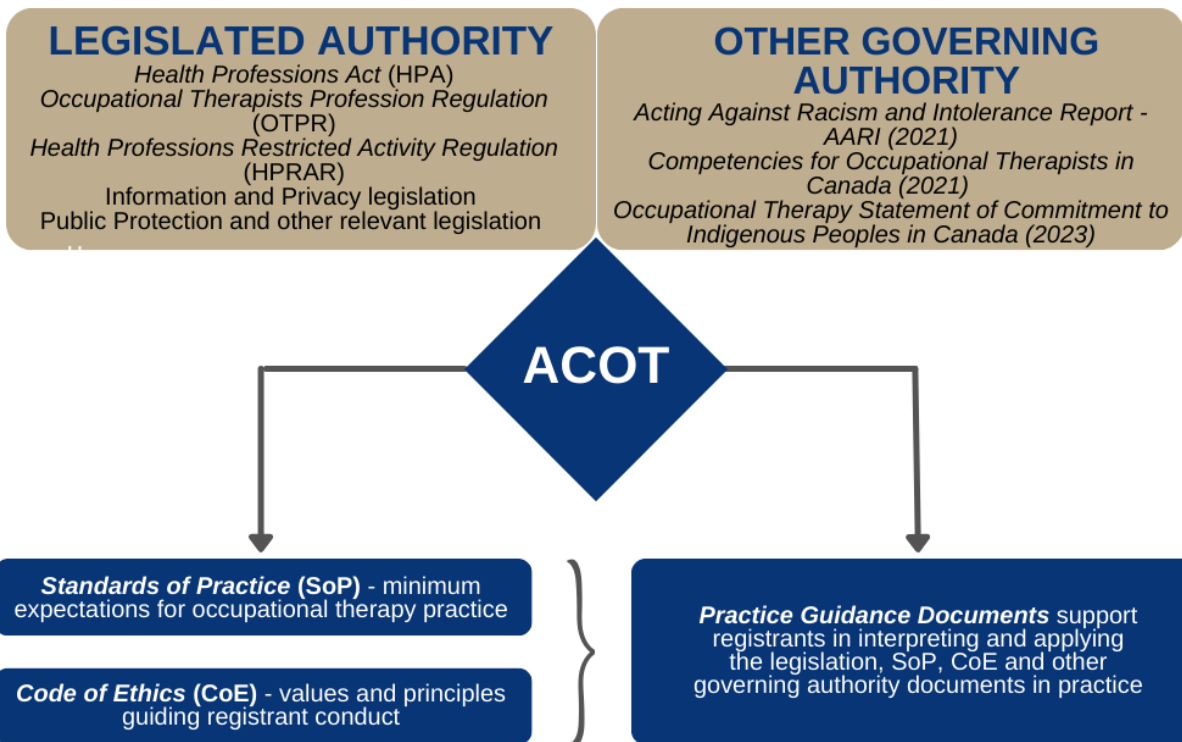 LEGISLATED AUTHORITY
Health Professions Act (HPA)
Occupational Therapists Profession Regulation
(OTPR)
Health Professions Restricted Activity Regulation
(HPRAR)
Information and Privacy legislation
Public Protection and other relevant legislation
OTHER GOVERNING
AUTHORITY
Acting Against Racism and Intolerance Report -
AARI (2021)
Competencies for Occupational Therapists in
Canada (2021)
Occupational Therapy Statement of Commitment to
Indigenous Peoples in Canada (2023)
ACOT
Standards of Practice (SoP) - minimum
expectations for occupational therapy practice
Code of Ethics (CoE) - values and principles
guiding registrant conduct
Practice Guidance Documents support
registrants in interpreting and applying
the legislation, SoP, CoE and other
governing authority documents in practice